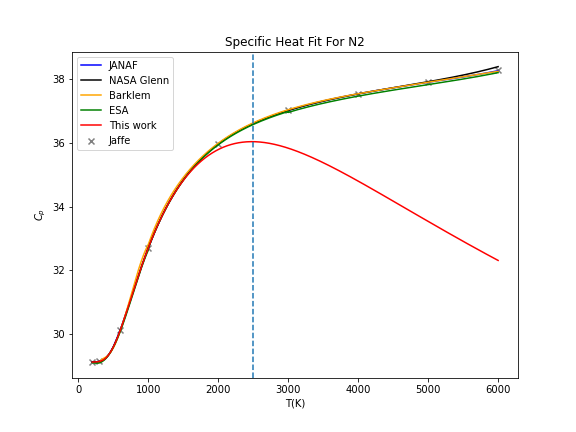 Specific Heat Fit For N2
JANAF
NASA Glenn
Barklem
ESA
This work
Jaffe
38
36
34
32
30
C_p
0 1000 2000 3000 4000 5000 6000
T(K)